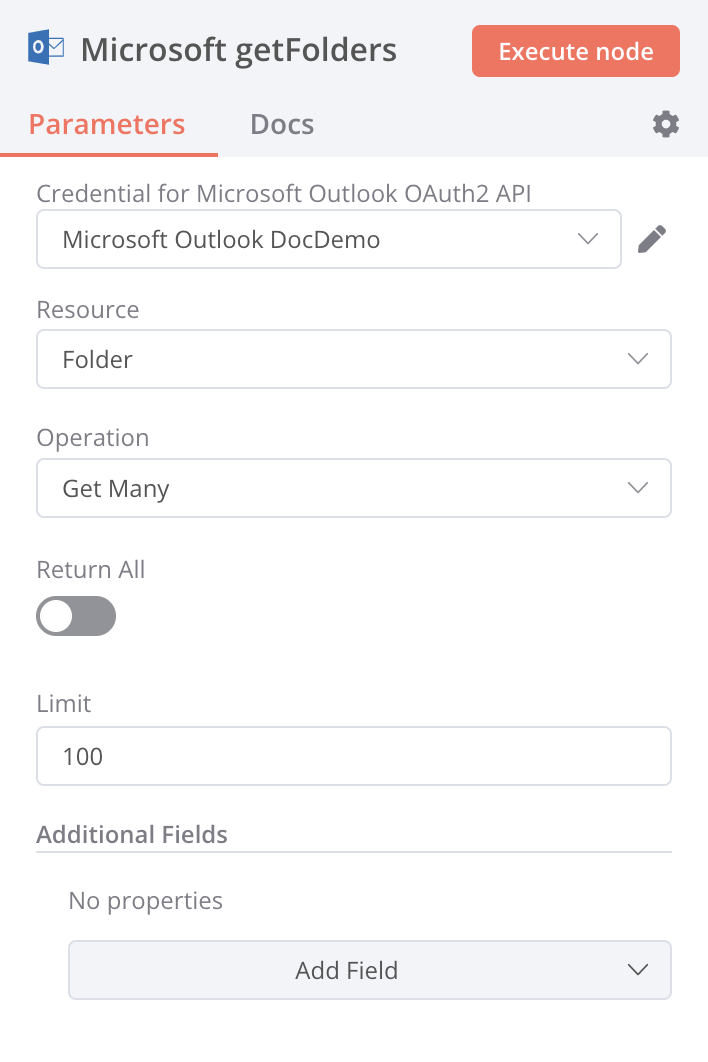 Microsoft getFolders
Execute node
Parameters
Docs
Credential for Microsoft Outlook OAuth2 API
Microsoft Outlook DocDemo
Resource
Folder
Operation
Get Many
Return All
Limit
100
Additional Fields
No properties
Add Field